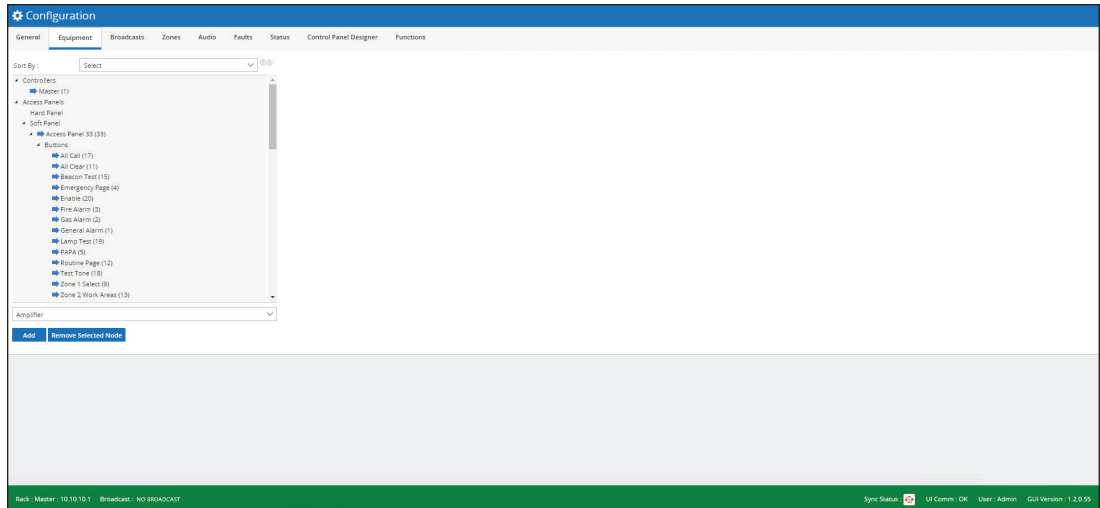 Configuration
General Equipment Broadcasts Zones Audio Faults Status Control Panel Designer Functions
Sort By : Select
Controllers
Master (1)
Access Panels
Hard Panel
Soft Panel
Access Panel 33 (33)
Buttons
All Call (17)
All Clear (11)
Beacon Test (15)
Emergency Page (4)
Enable (20)
Fire Alarm (3)
Gas Alarm (2)
General Alarm (1)
Lamp Test (19)
PAPA (5)
Routine Page (12)
Test Tone (18)
Zone 1 Select (9)
Zone 2 Work Areas (13)
Amplifier
Add Remove Selected Node
Rack : Master : 10.10.10.1 Broadcast : NO BROADCAST Sync Status : UI Comm : OK User : Admin GUI Version : 1.2.0.55